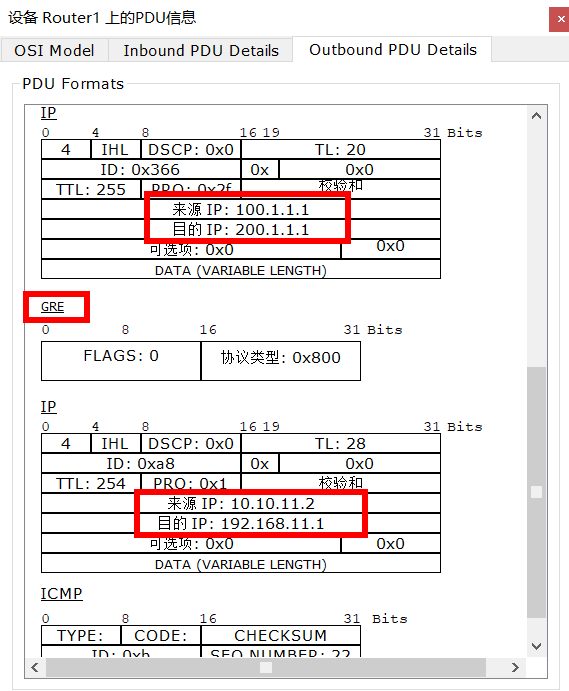 设备 Router1 上的PDU信息 ×
OSI Model Inbound PDU Details Outbound PDU Details
PDU Formats
IP
0 4 8 16 19 31 Bits
4 IHL DSCP: 0x0 TL: 20
ID: 0x366 0x 0x0
TTL: 255 PRO: 0x2f 校验和
来源 IP: 100.1.1.1
目的 IP: 200.1.1.1
可选项: 0x0 0x0
DATA (VARIABLE LENGTH)
GRE
0 8 16 31 Bits
FLAGS: 0 协议类型: 0x800
IP
0 4 8 16 19 31 Bits
4 IHL DSCP: 0x0 TL: 28
ID: 0xa8 0x 0x0
TTL: 254 PRO: 0x1 校验和
来源 IP: 10.10.11.2
目的 IP: 192.168.11.1
可选项: 0x0 0x0
DATA (VARIABLE LENGTH)
ICMP
0 8 16 31 Bits
TYPE: CODE: CHECKSUM
ID: 0xb SEQ NUMBER: 22